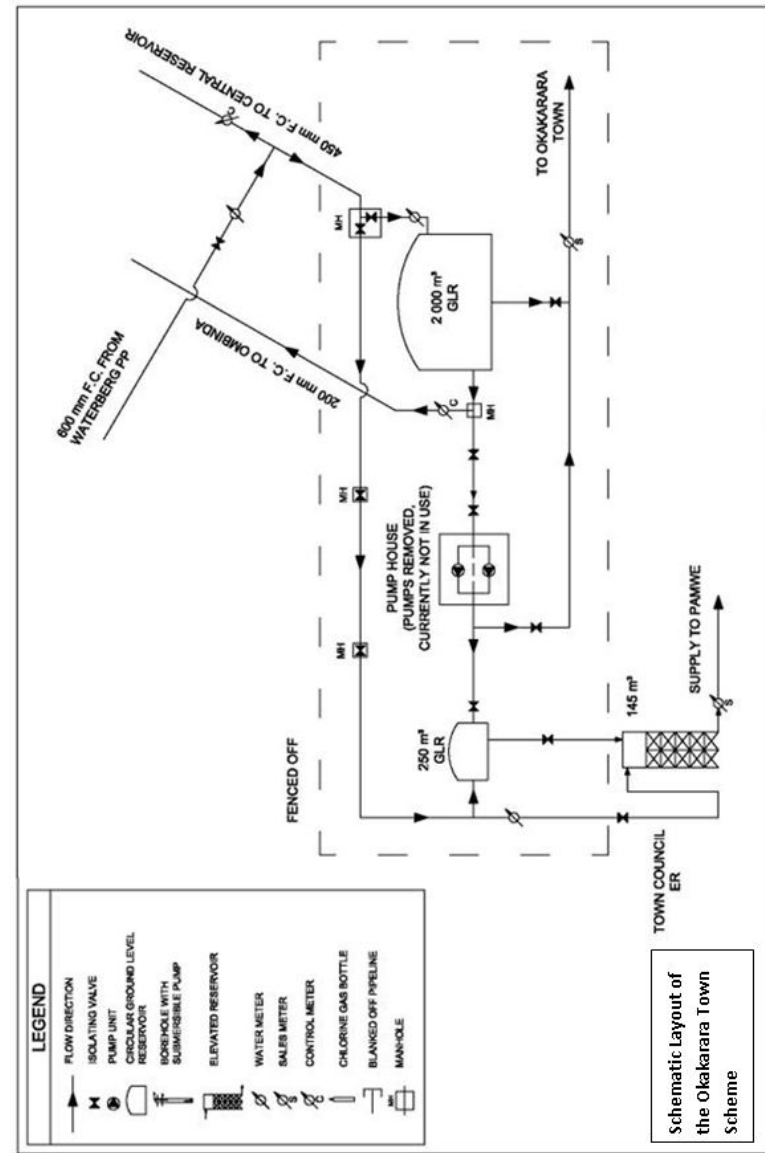 450 mm F.C. TO CENTRAL RESERVOIR
C
600 mm F.C. FROM
WATERBERG PP
200 mm F.C. TO OMBINDA
MH
2 000 m³
GLR
TO OKAKARARA
TOWN
S
C
MH
MH
MH
PUMP HOUSE
(PUMPS REMOVED,
CURRENTLY NOT IN USE)
FENCED OFF
250 m³
GLR
145 m³
SUPPLY TO PAMWE
S
TOWN COUNCIL
ER
LEGEND
FLOW DIRECTION
ISOLATING VALVE
PUMP UNIT
CIRCULAR GROUND LEVEL
RESERVOIR
BOREHOLE WITH
SUBMERSIBLE PUMP
ELEVATED RESERVOIR
WATER METER
S
SALES METER
C
CONTROL METER
CHLORINE GAS BOTTLE
BLANKED OFF PIPELINE
MH
MANHOLE
Schematic Layout of
the Okakarara Town
Scheme